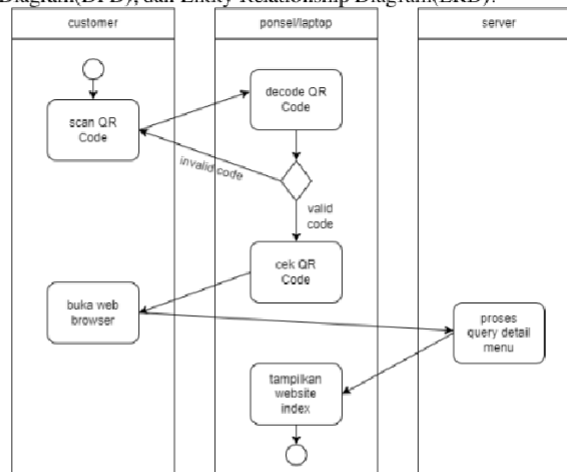 Diagram(DFD), dan Entity Relationship Diagram(ERD).
customer
ponsel/laptop
server
scan QR
Code
decode QR
Code
invalid code
valid
code
cek QR
Code
buka web
browser
proses
query detail
menu
tampilkan
website
index